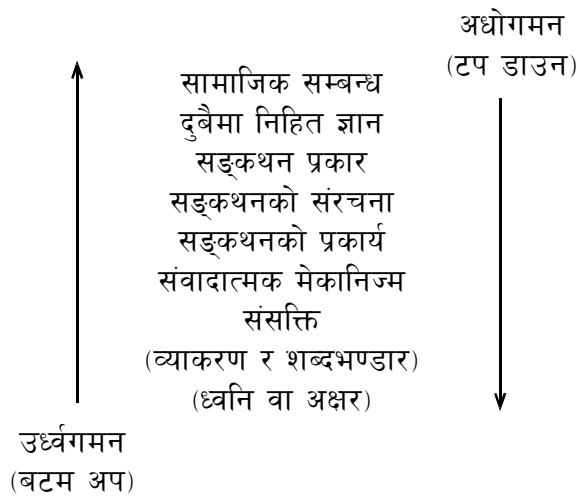 अधोगमन
(टप डाउन)
सामाजिक सम्बन्ध
दुबैमा निहित ज्ञान
सङ्कथन प्रकार
सङ्कथनको संरचना
सङ्कथनको प्रकार्य
संवादात्मक मेकानिज्म
संसक्ति
(व्याकरण र शब्दभण्डार)
(ध्वनि वा अक्षर)
उर्ध्वगमन
(बटम अप)